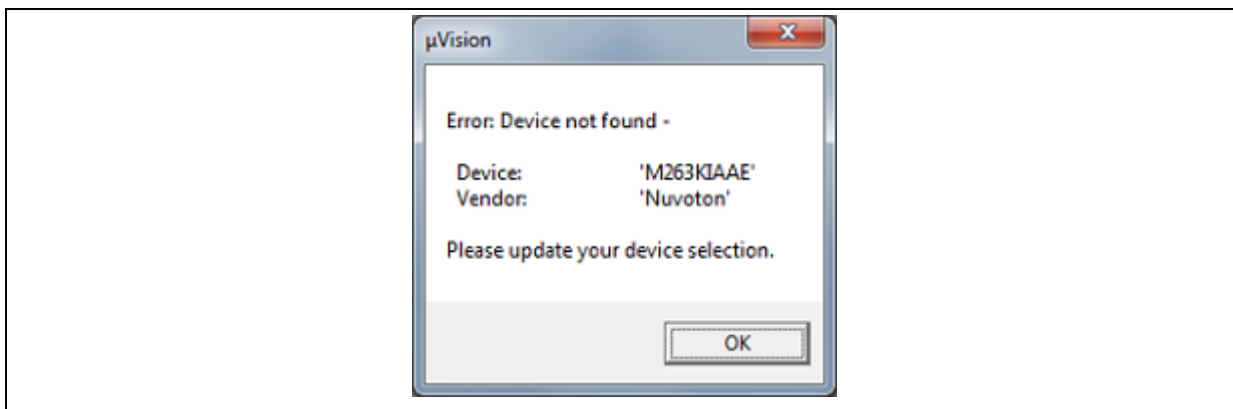 µVision
Error: Device not found -
Device: 'M263KIAAE'
Vendor: 'Nuvoton'
Please update your device selection.
OK